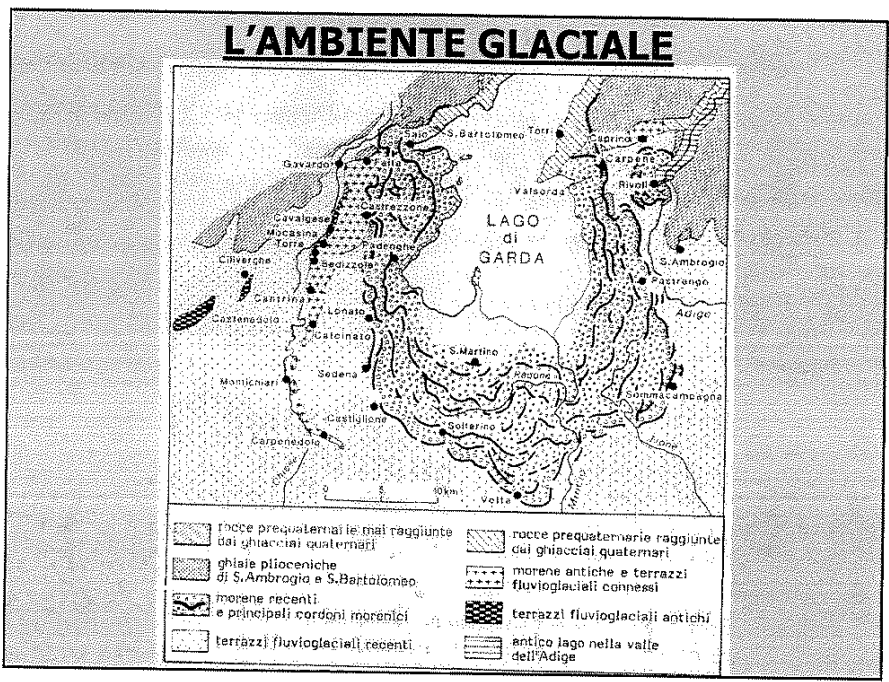 L'AMBIENTE GLACIALE
Salò
S.Bartolomeo
Torri
Caprino
Gavardo
Carpene
Rivoli
Valsorda
Castrezzone
Cavalgese
Mocasina
Torre
LAGO
di
GARDA
Padenghe
Bedizzole
Ciliverghe
S.Ambrogio
Pastrengo
Cantrina
Castenedolo
Lonato
Adige
Calcinato
S.Martino
Sedena
Redone
Montichiari
Sommacampagna
Castiglione
Solferino
Carpenedolo
Tione
Chiese
Mincio
0 5 10km
Volta
rocce prequaternarie mai raggiunte
dai ghiacciai quaternari
rocce prequaternarie raggiunte
dai ghiacciai quaternari
ghiaie plioceniche
di S.Ambrogio e S.Bartolomeo
morene antiche e terrazzi
fluvioglaciali connessi
morene recenti
e principali cordoni morenici
terrazzi fluvioglaciali antichi
terrazzi fluvioglaciali recenti
antico lago nella valle
dell'Adige